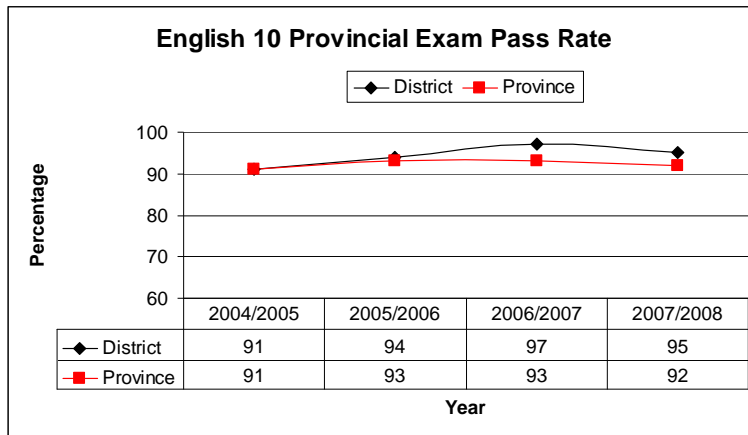 English 10 Provincial Exam Pass Rate
District Province
100
90
80
70
60
Percentage
2004/2005 2005/2006 2006/2007 2007/2008
District 91 94 97 95
Province 91 93 93 92
Year